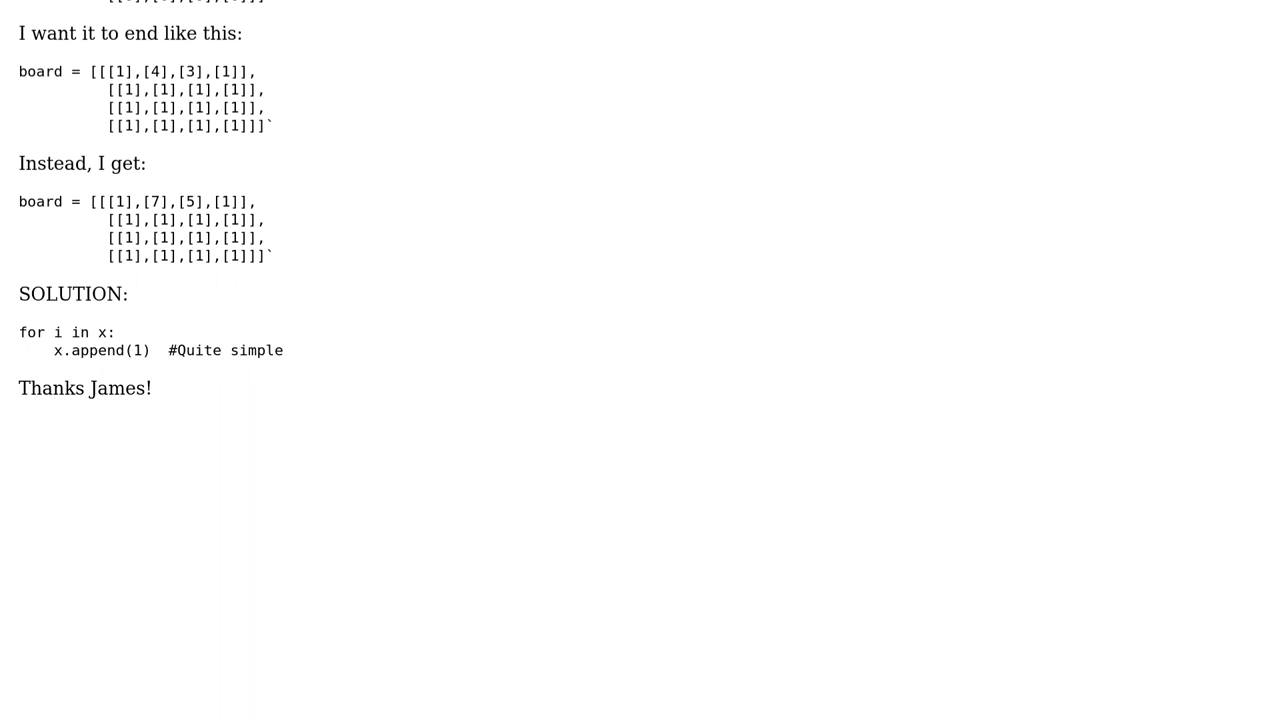 I want it to end like this:
board = [[[1],[4],[3],[1]],
          [[1],[1],[1],[1]],
          [[1],[1],[1],[1]],
          [[1],[1],[1],[1]]]`
Instead, I get:
board = [[[1],[7],[5],[1]],
          [[1],[1],[1],[1]],
          [[1],[1],[1],[1]],
          [[1],[1],[1],[1]]]`
SOLUTION:
for i in x:
    x.append(1)  #Quite simple
Thanks James!